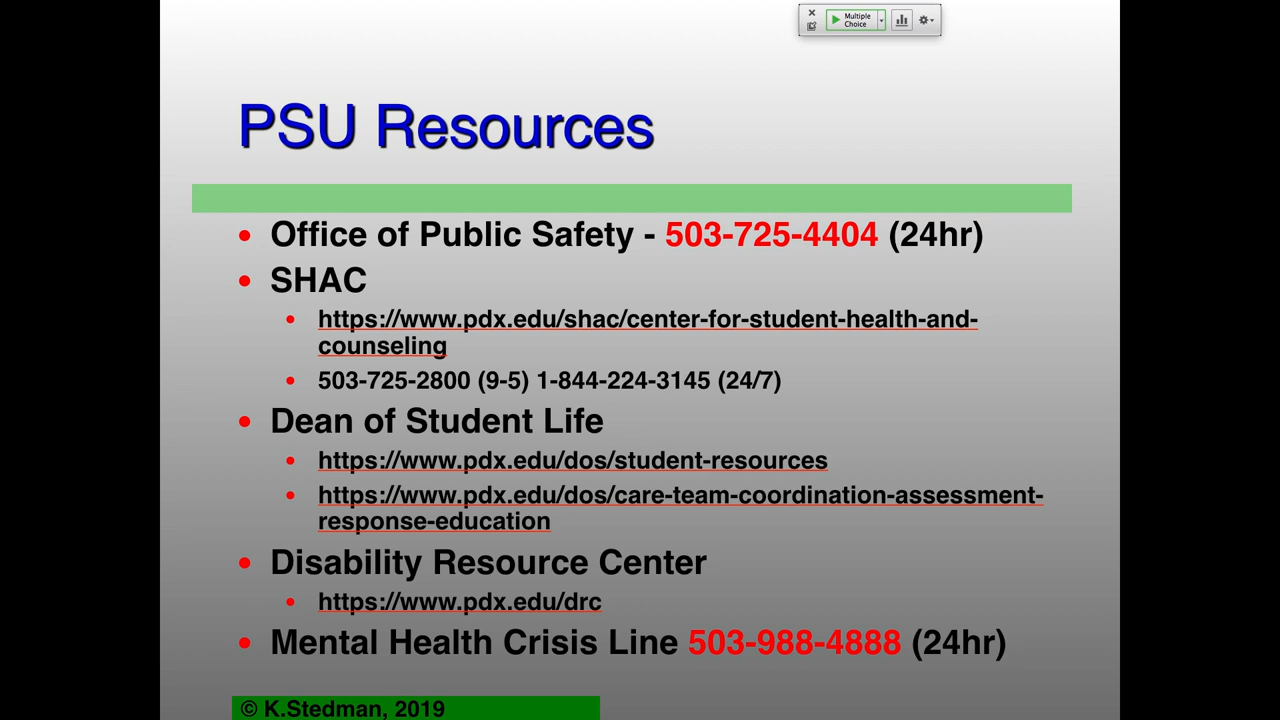 Multiple
Choice
PSU Resources
Office of Public Safety - 503-725-4404 (24hr)
SHAC
https://www.pdx.edu/shac/center-for-student-health-and-
counseling
503-725-2800 (9-5) 1-844-224-3145 (24/7)
Dean of Student Life
https://www.pdx.edu/dos/student-resources
https://www.pdx.edu/dos/care-team-coordination-assessment-
response-education
Disability Resource Center
https://www.pdx.edu/drc
Mental Health Crisis Line 503-988-4888 (24hr)
© K.Stedman, 2019